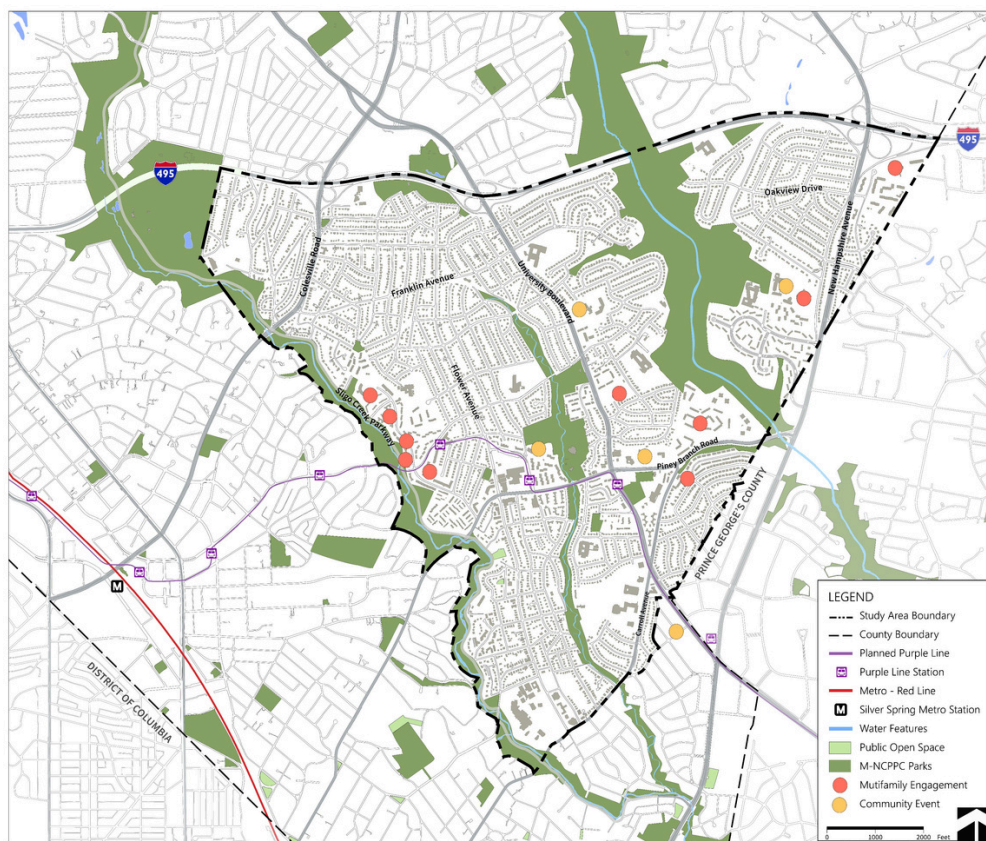 495
495
Oakview Drive
New Hampshire Avenue
Colesville Road
Franklin Avenue
University Boulevard
Flower Avenue
Sligo Creek Parkway
Piney Branch Road
PRINCE GEORGE'S COUNTY
Carroll Avenue
DISTRICT OF COLUMBIA
M
LEGEND
Study Area Boundary
County Boundary
Planned Purple Line
Purple Line Station
Metro - Red Line
M
Silver Spring Metro Station
Water Features
Public Open Space
M-NCPPC Parks
Mutifamily Engagement
Community Event
0 1000 2000 Feet